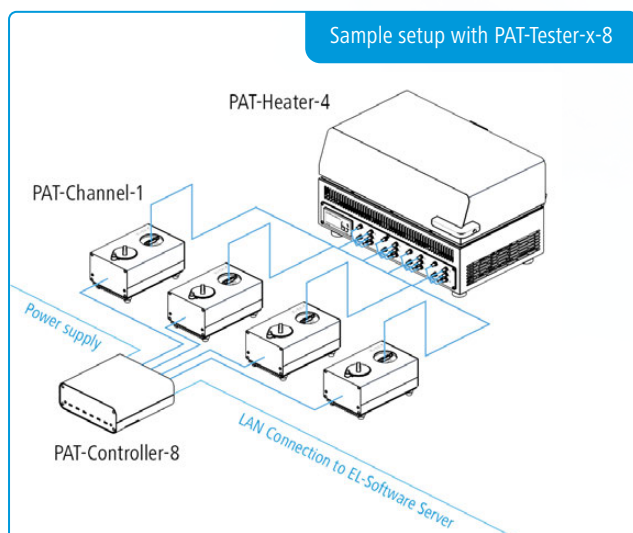 Sample setup with PAT-Tester-x-8
PAT-Heater-4
PAT-Channel-1
Power supply
PAT-Controller-8
LAN Connection to EL-Software Server